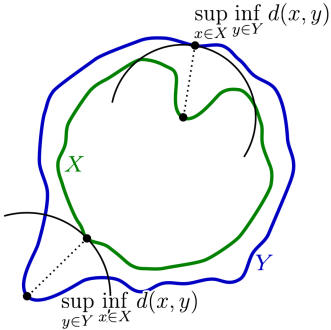 sup inf d(x, y)
x∈X y∈Y
X
Y
sup inf d(x, y)
y∈Y x∈X